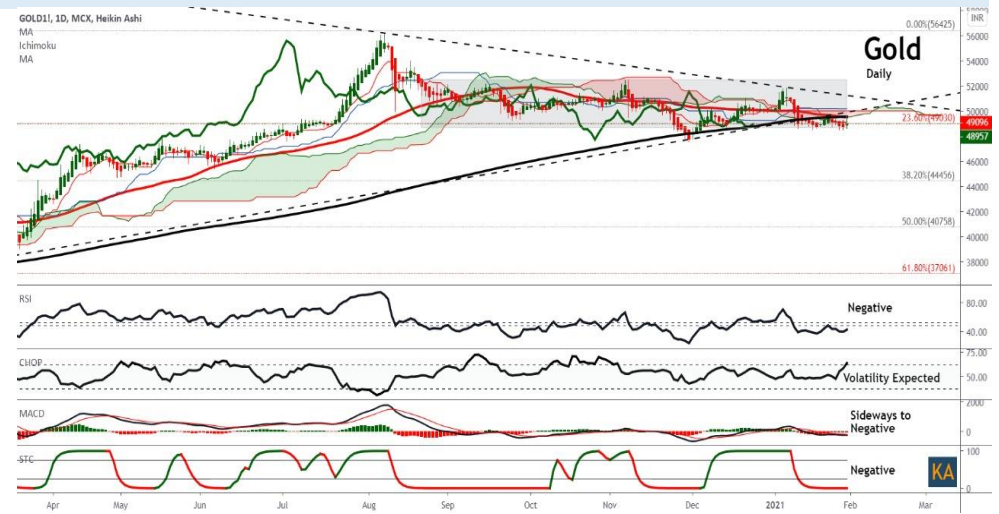 GOLD1!, 1D, MCX, Heikin Ashi
MA
Ichimoku
MA
INR
Gold
Daily
0.00%(56425)
23.60%(49030)
38.20%(44456)
50.00%(40758)
61.80%(37061)
56000
54000
52000
50000
49096
48957
46000
44000
42000
40000
38000
RSI
Negative
80.00
40.00
CHOP
Volatility Expected
75.00
50.00
MACD
Sideways to
Negative
2000
0
STC
Negative
KA
100
0
Apr May Jun Jul Aug Sep Oct Nov Dec 2021 Feb Mar